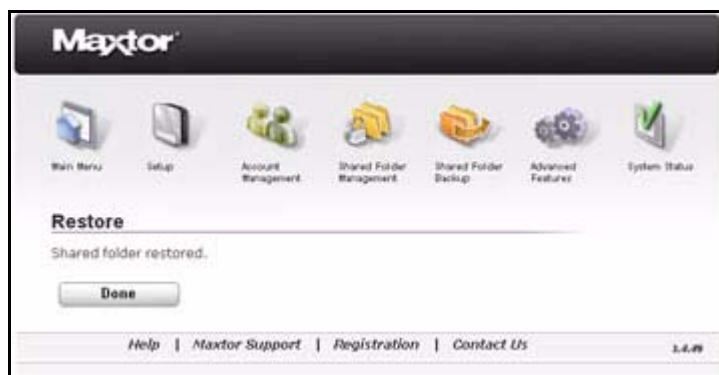 Maxtor
Main Menu
Setup
Account Management
Shared Folder Management
Shared Folder Backup
Advanced Features
System Status
Restore
Shared folder restored.
Done
Help | Maxtor Support | Registration | Contact Us